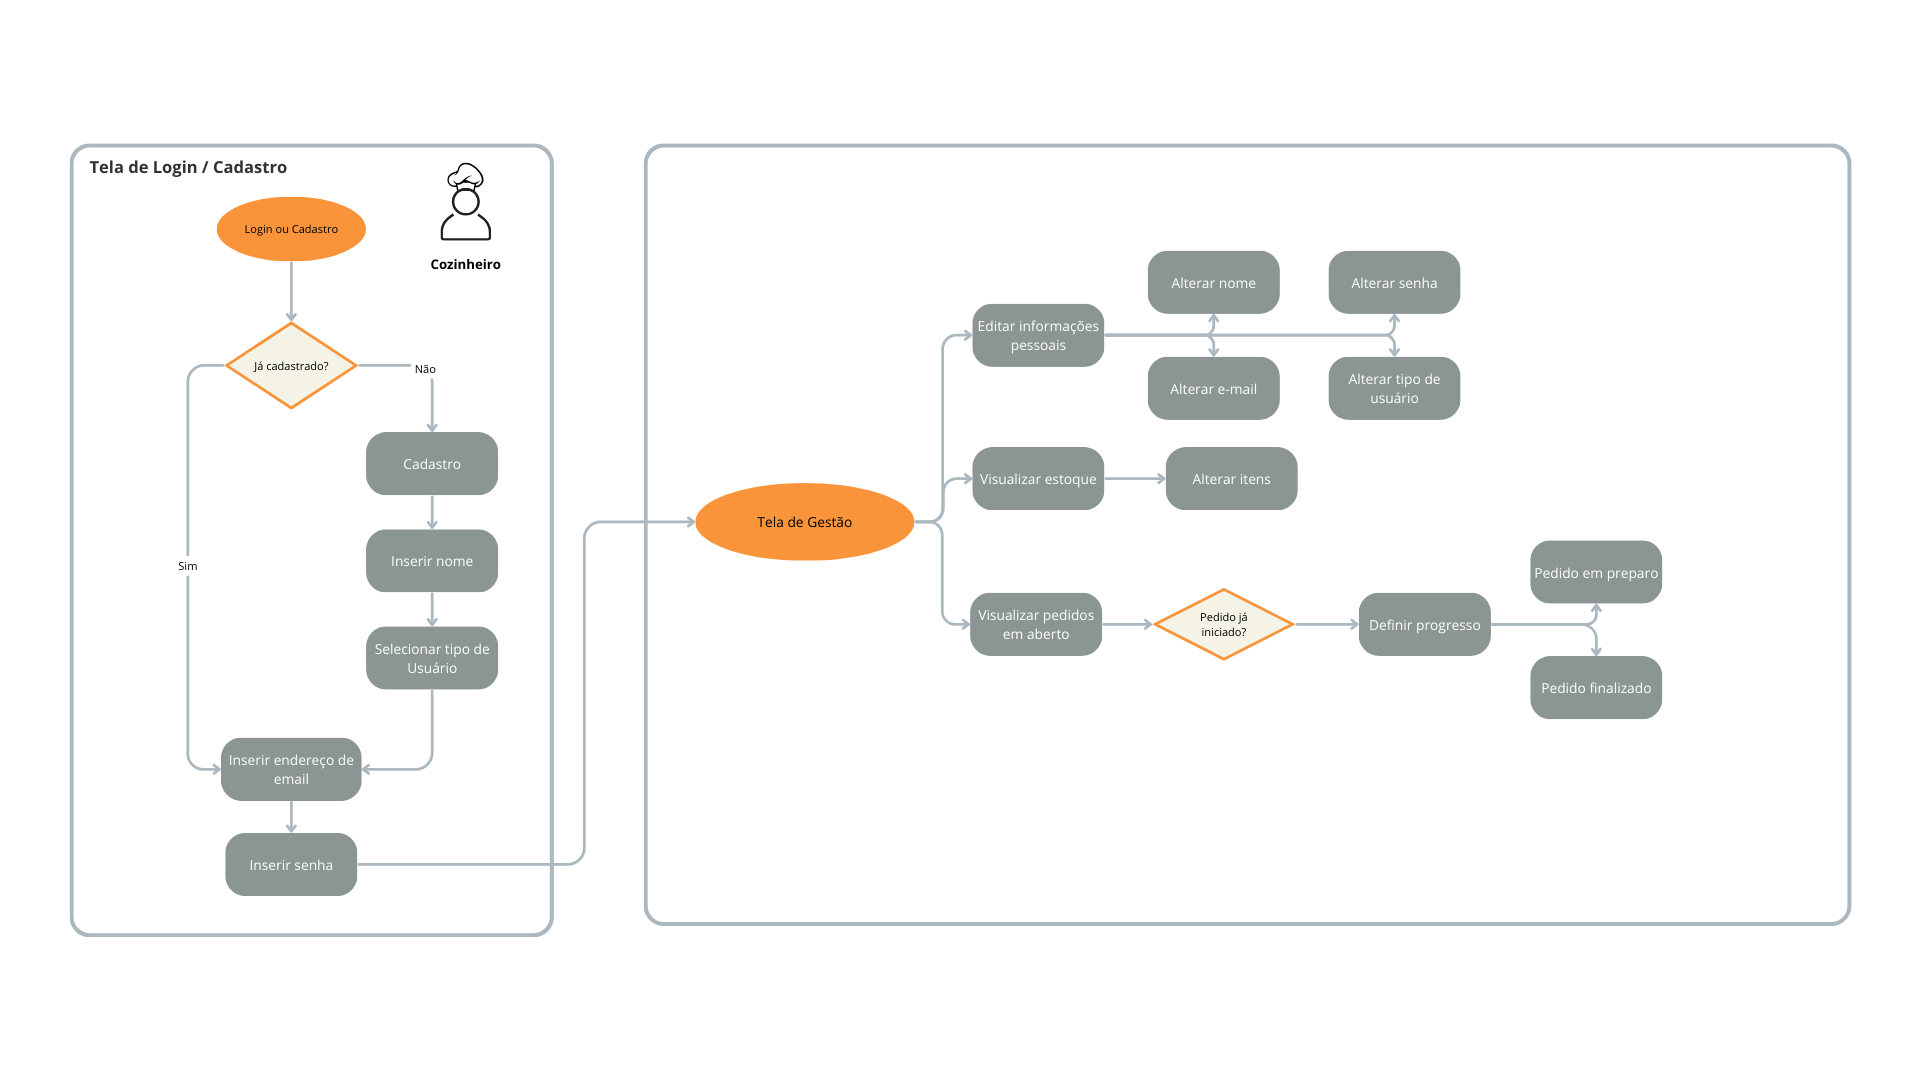 Tela de Login / Cadastro
Login ou Cadastro
Cozinheiro
Já cadastrado?
Não
Cadastro
Inserir nome
Sim
Selecionar tipo de
Usuário
Inserir endereço de
email
Inserir senha
Tela de Gestão
Editar informações
pessoais
Alterar nome
Alterar senha
Alterar e-mail
Alterar tipo de
usuário
Visualizar estoque
Alterar itens
Visualizar pedidos
em aberto
Pedido já
iniciado?
Definir progresso
Pedido em preparo
Pedido finalizado